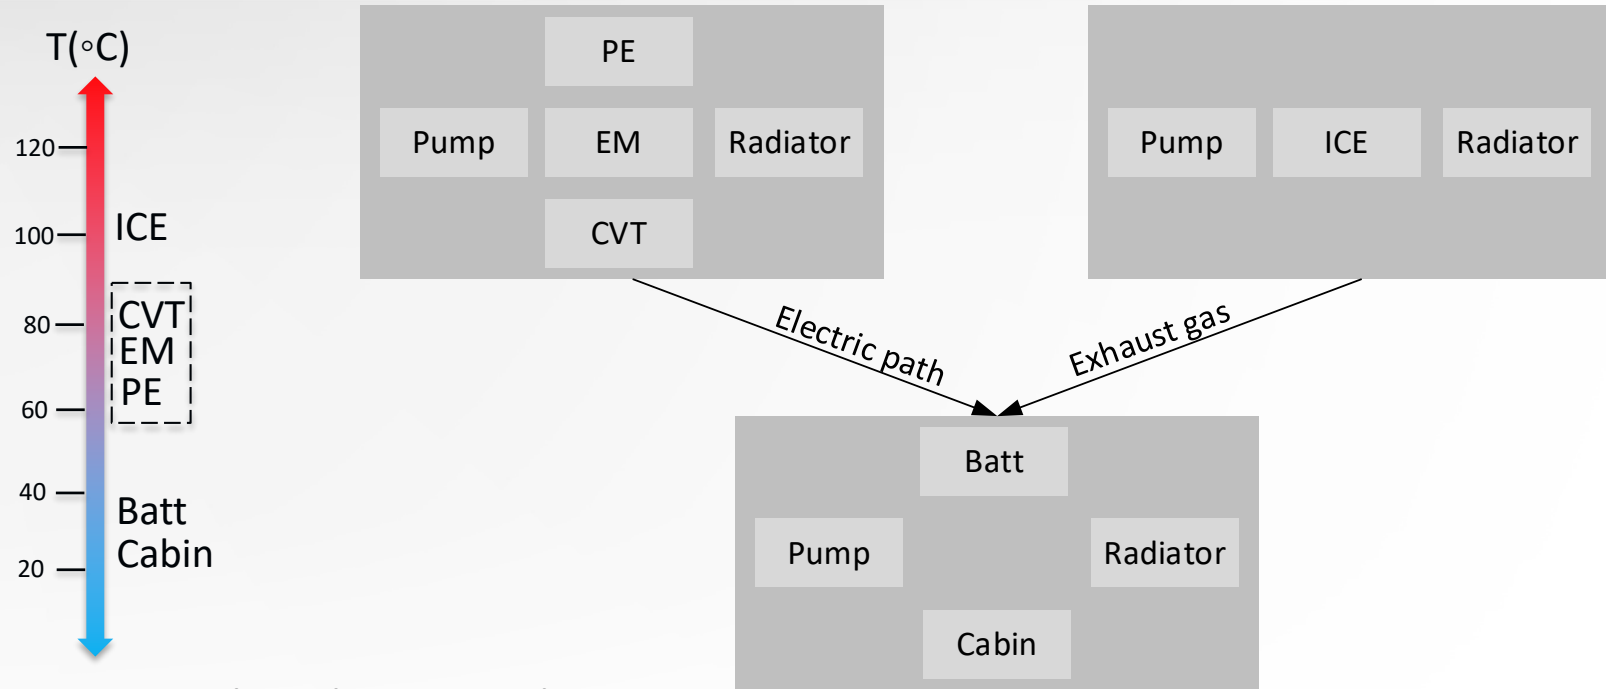 T(°C)
120
100
80
60
40
20
ICE
CVT
EM
PE
Batt
Cabin
PE
Pump
EM
Radiator
CVT
Pump
ICE
Radiator
Electric path
Exhaust gas
Batt
Pump
Radiator
Cabin